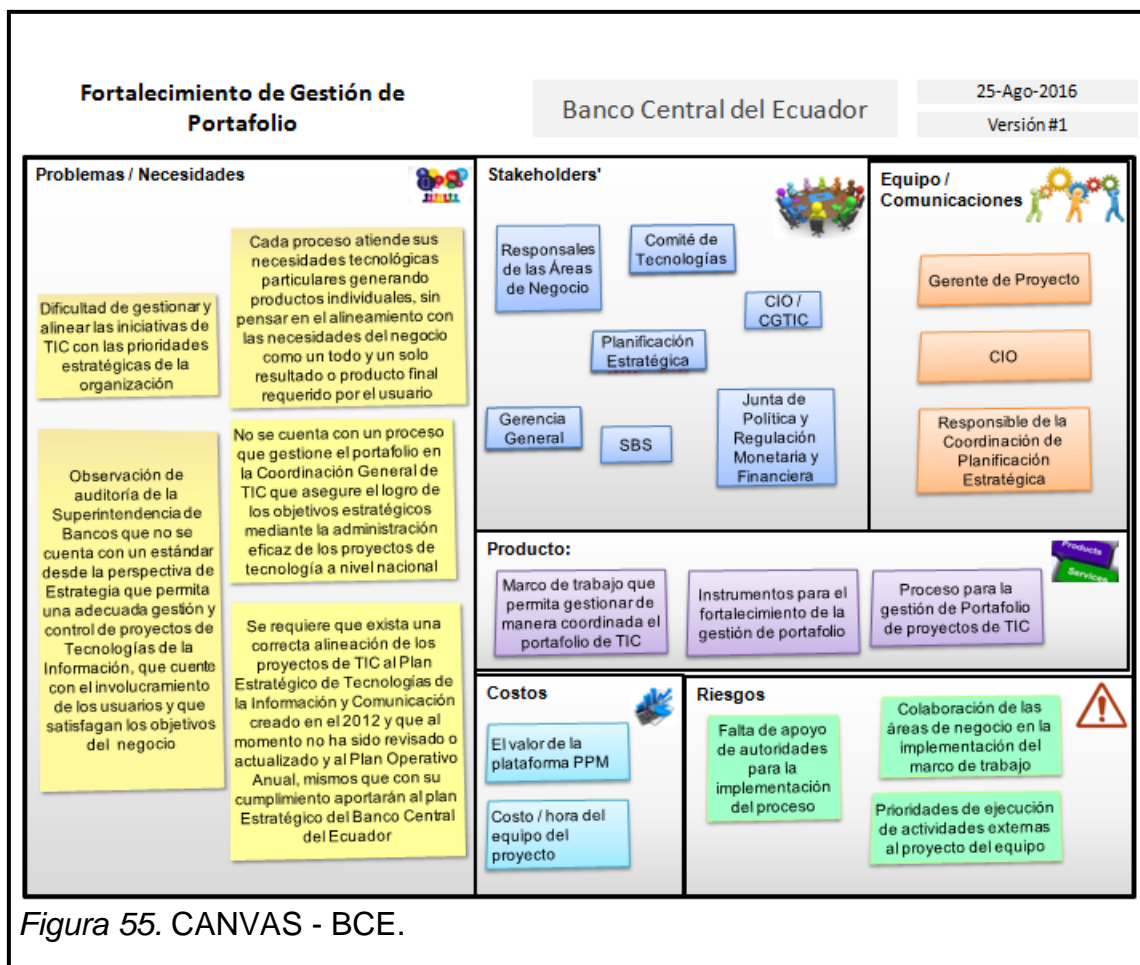 Fortalecimiento de Gestión de
Portafolio
Banco Central del Ecuador
25-Ago-2016
Versión #1
Problemas / Necesidades
Dificultad de gestionar y
alinear las iniciativas de
TIC con las prioridades
estratégicas de la
organización
Cada proceso atiende sus
necesidades tecnológicas
particulares generando
productos individuales, sin
pensar en el alineamiento con
las necesidades del negocio
como un todo y un solo
resultado o producto final
requerido por el usuario
Observación de
auditoría de la
Superintendencia de
Bancos que no se
cuenta con un estándar
desde la perspectiva de
Estrategia que permita
una adecuada gestión y
control de proyectos de
Tecnologías de la
Información, que cuente
con el involucramiento
de los usuarios y que
satisfagan los objetivos
del negocio
No se cuenta con un proceso
que gestione el portafolio en
la Coordinación General de
TIC que asegure el logro de
los objetivos estratégicos
mediante la administración
eficaz de los proyectos de
tecnología a nivel nacional
Se requiere que exista una
correcta alineación de los
proyectos de TIC al Plan
Estratégico de Tecnologías de
la Información y Comunicación
creado en el 2012 y que al
momento no ha sido revisado o
actualizado y al Plan Operativo
Anual, mismos que con su
cumplimiento aportarán al plan
Estratégico del Banco Central
del Ecuador
Stakeholders'
Responsales
de las Áreas
de Negocio
Comité de
Tecnologías
CIO /
CGTIC
Planificación
Estratégica
Gerencia
General
SBS
Junta de
Política y
Regulación
Monetaria y
Financiera
Equipo /
Comunicaciones
Gerente de Proyecto
CIO
Responsible de la
Coordinación de
Planificación
Estratégica
Producto:
Products
Services
Marco de trabajo que
permita gestionar de
manera coordinada el
portafolio de TIC
Instrumentos para el
fortalecimiento de la
gestión de portafolio
Proceso para la
gestión de Portafolio
de proyectos de TIC
Costos
El valor de la
plataforma PPM
Costo / hora del
equipo del
proyecto
Riesgos
Falta de apoyo
de autoridades
para la
implementación
del proceso
Colaboración de las
áreas de negocio en la
implementación del
marco de trabajo
Prioridades de ejecución
de actividades externas
al proyecto del equipo
Figura 55. CANVAS - BCE.